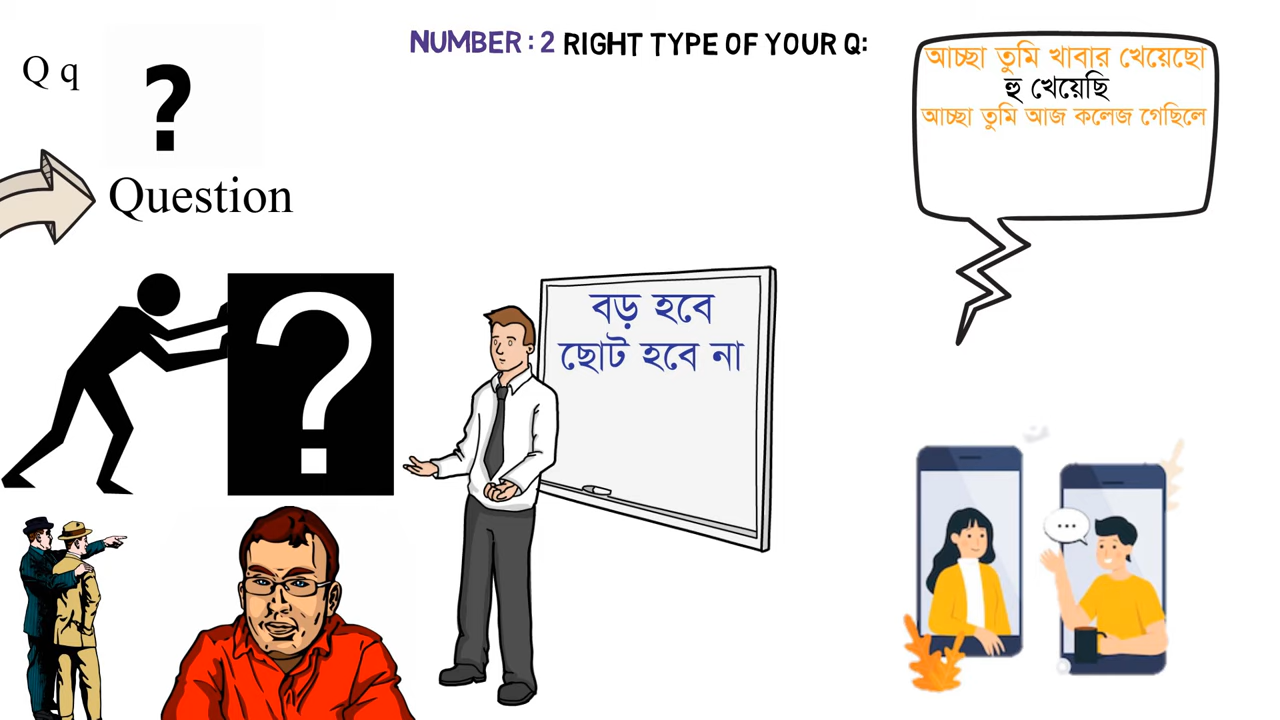 NUMBER : 2 RIGHT TYPE OF YOUR Q:
Q q
?
Question
?
বড় হবে
ছোট হবে না
আচ্ছা তুমি খাবার খেয়েছো
হু খেয়েছি
আচ্ছা তুমি আজ কলেজ গেছিলে
...